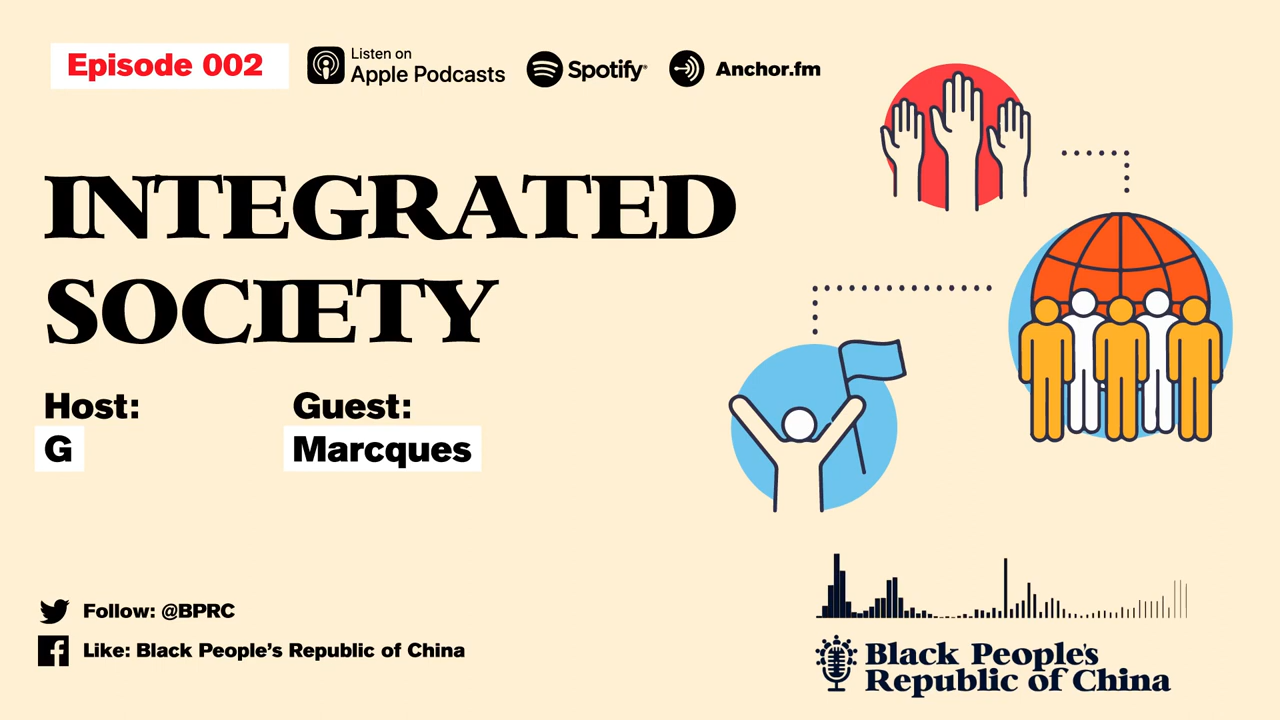 Episode 002
Listen on
Apple Podcasts
Spotify®
Anchor.fm
INTEGRATED
SOCIETY
Host:
G
Guest:
Marcques
Follow: @BPRC
Like: Black People's Republic of China
Black People's
Republic of China